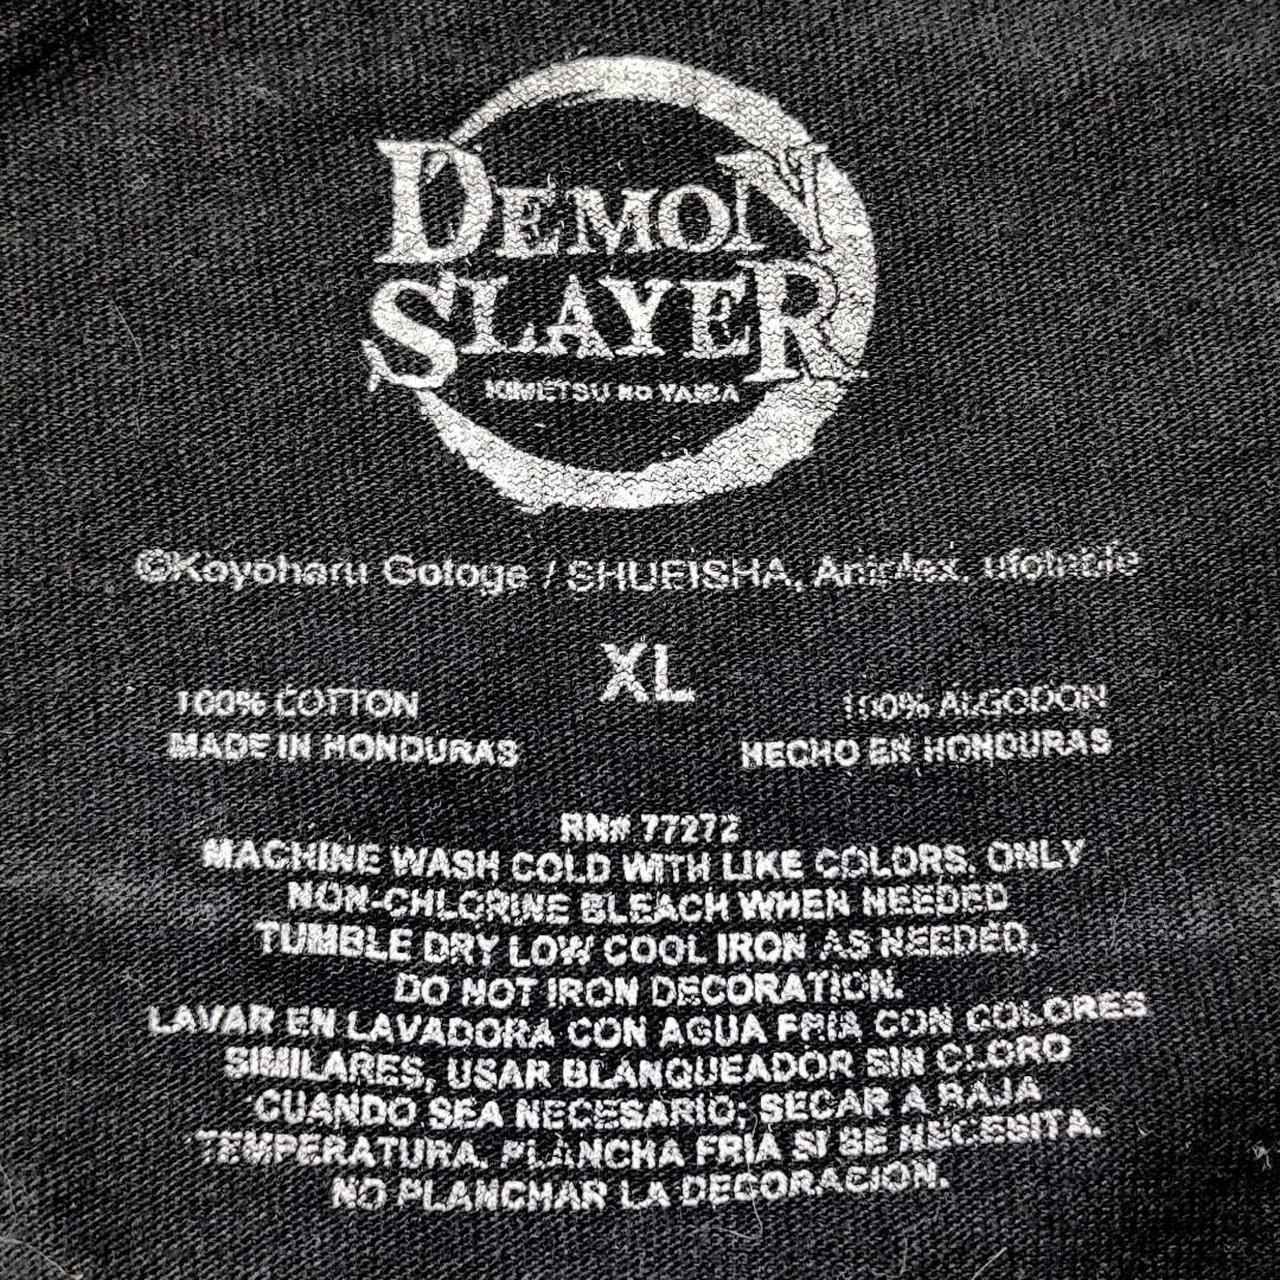 DEMON
SLAYER
KIMETSU NO YAIBA
©Koyoharu Gotoge / SHUEISHA, Aniplex, ufotable
XL
100% COTTON
MADE IN HONDURAS
100% ALGODON
HECHO EN HONDURAS
RN# 77272
MACHINE WASH COLD WITH LIKE COLORS, ONLY
NON-CHLORINE BLEACH WHEN NEEDED
TUMBLE DRY LOW COOL IRON AS NEEDED,
DO NOT IRON DECORATION.
LAVAR EN LAVADORA CON AGUA FRIA CON COLORES
SIMILARES, USAR BLANQUEADOR SIN CLORO
CUANDO SEA NECESARIO; SECAR A BAJA
TEMPERATURA. PLANCHA FRIA SI SE NECESITA.
NO PLANCHAR LA DECORACION.